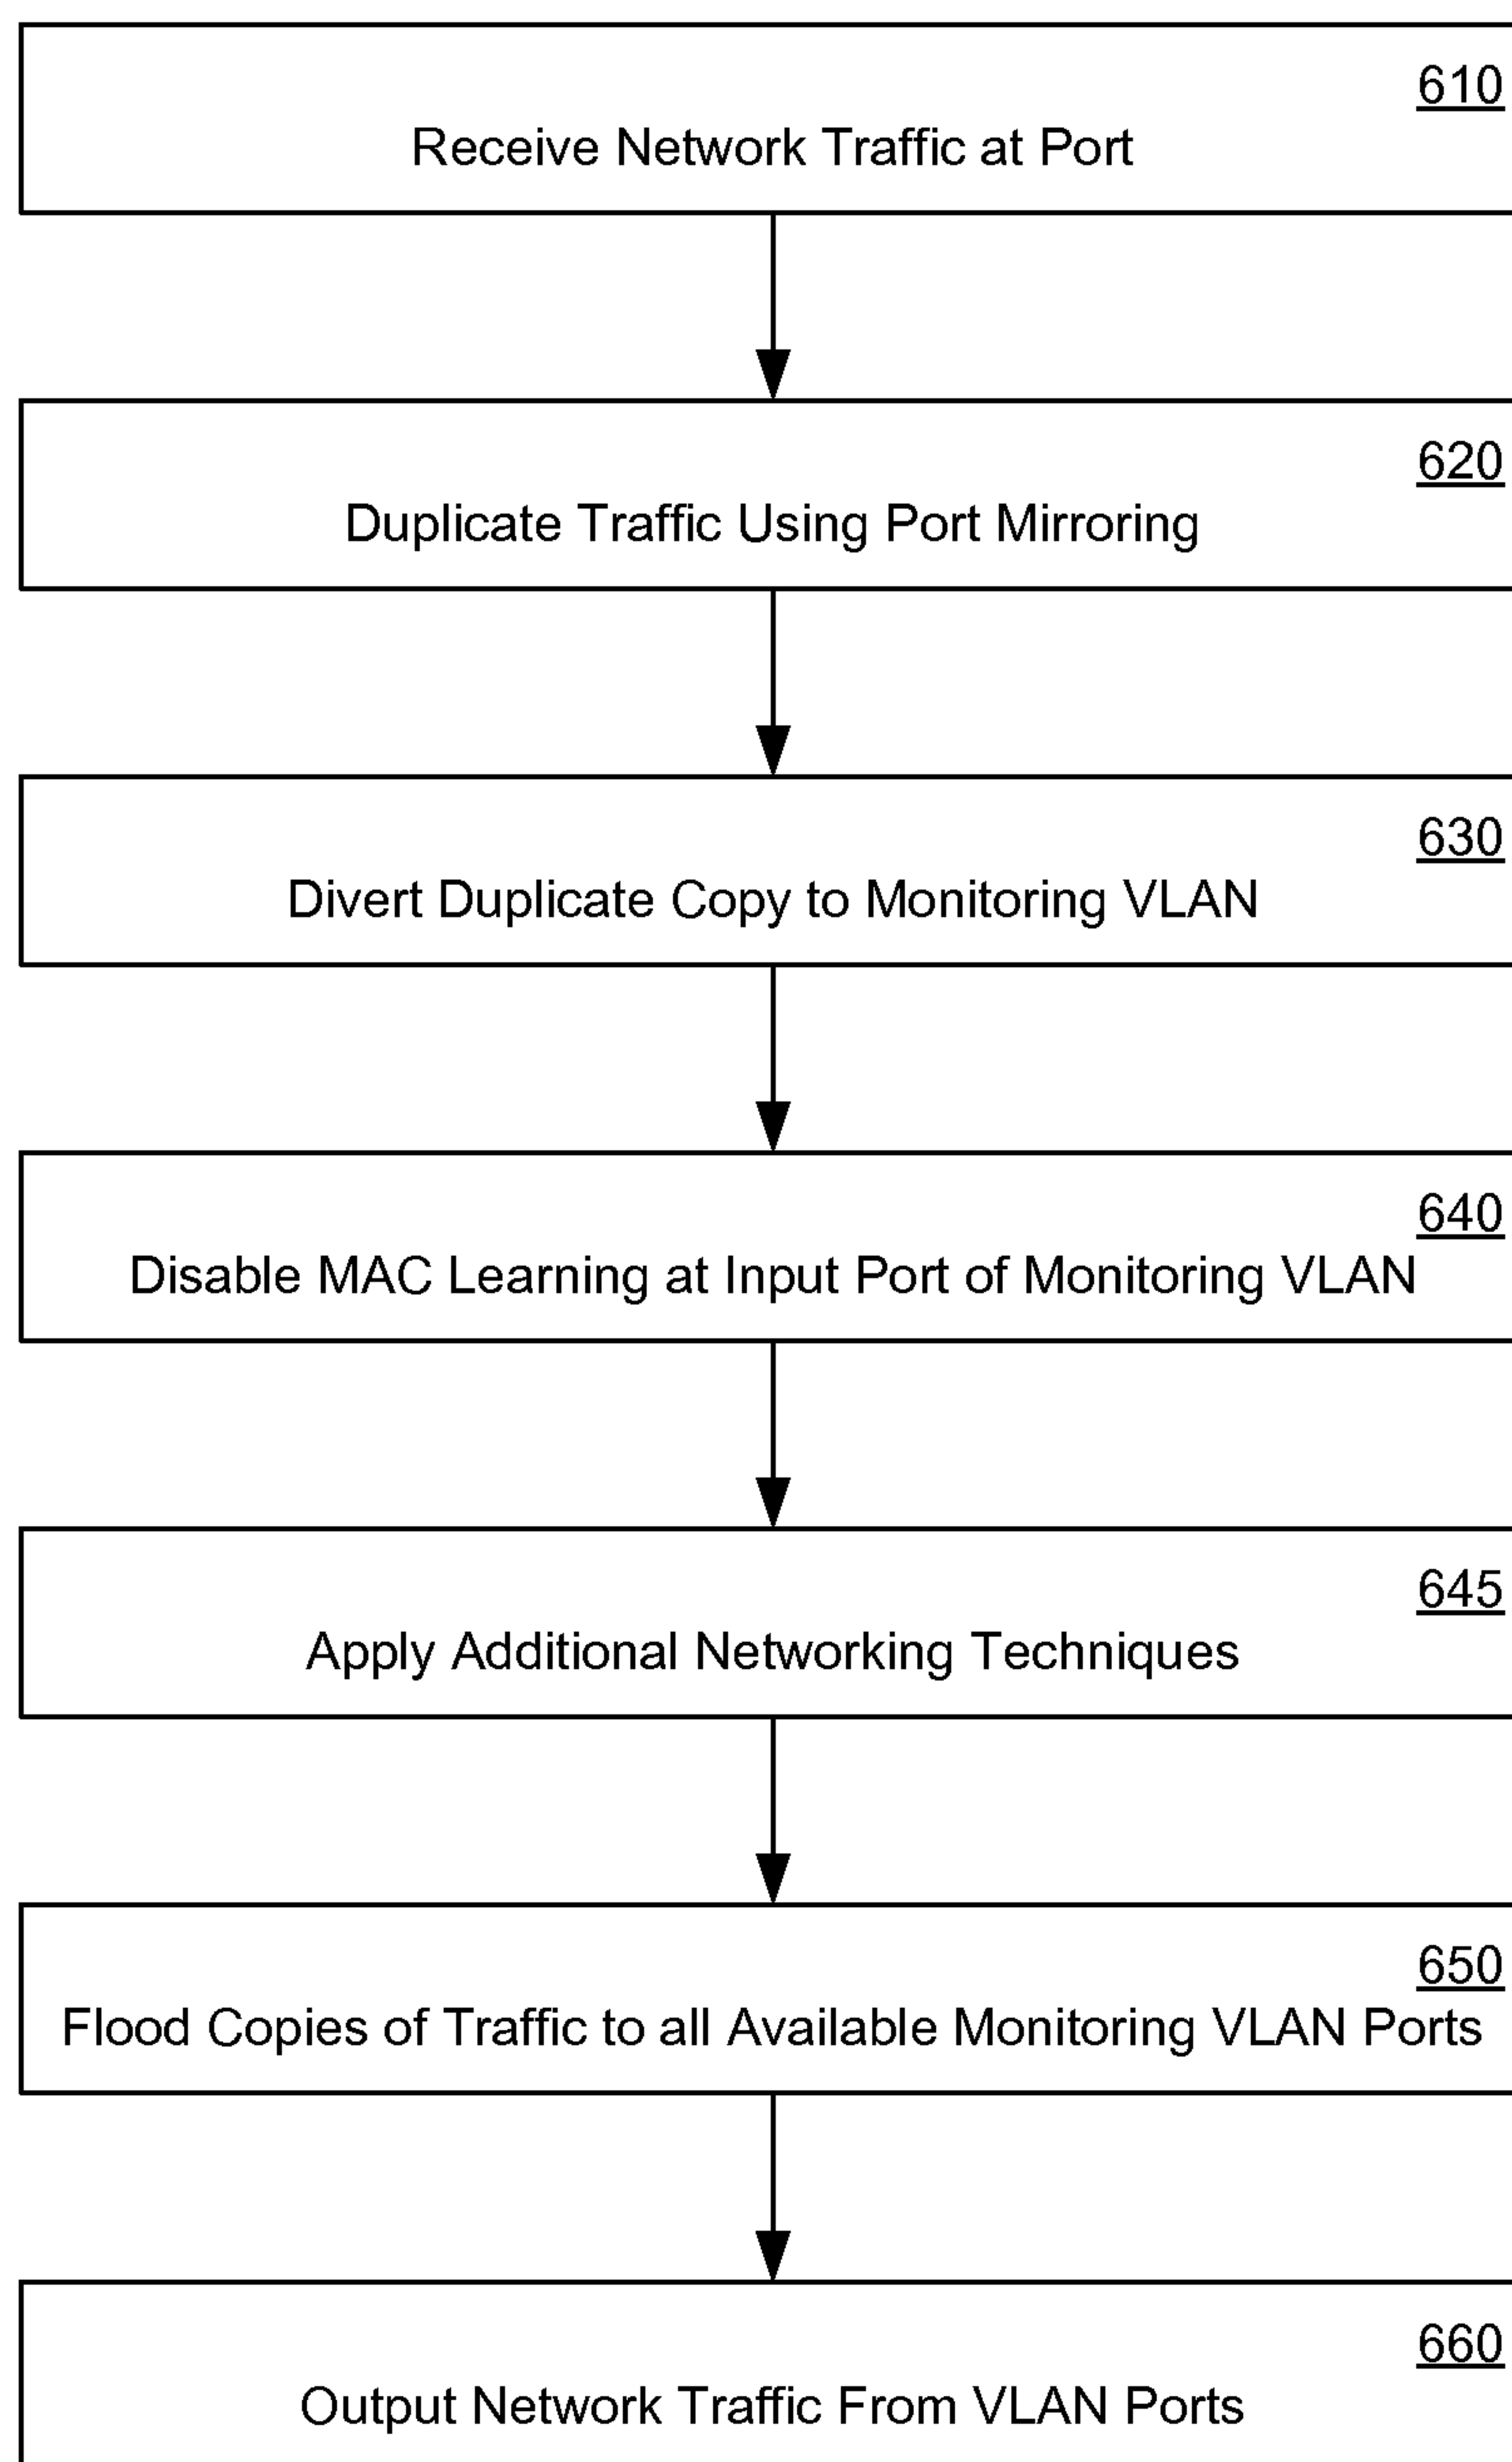 610
Receive Network Traffic at Port
620
Duplicate Traffic Using Port Mirroring
630
Divert Duplicate Copy to Monitoring VLAN
640
Disable MAC Learning at Input Port of Monitoring VLAN
645
Apply Additional Networking Techniques
650
Flood Copies of Traffic to all Available Monitoring VLAN Ports
660
Output Network Traffic From VLAN Ports